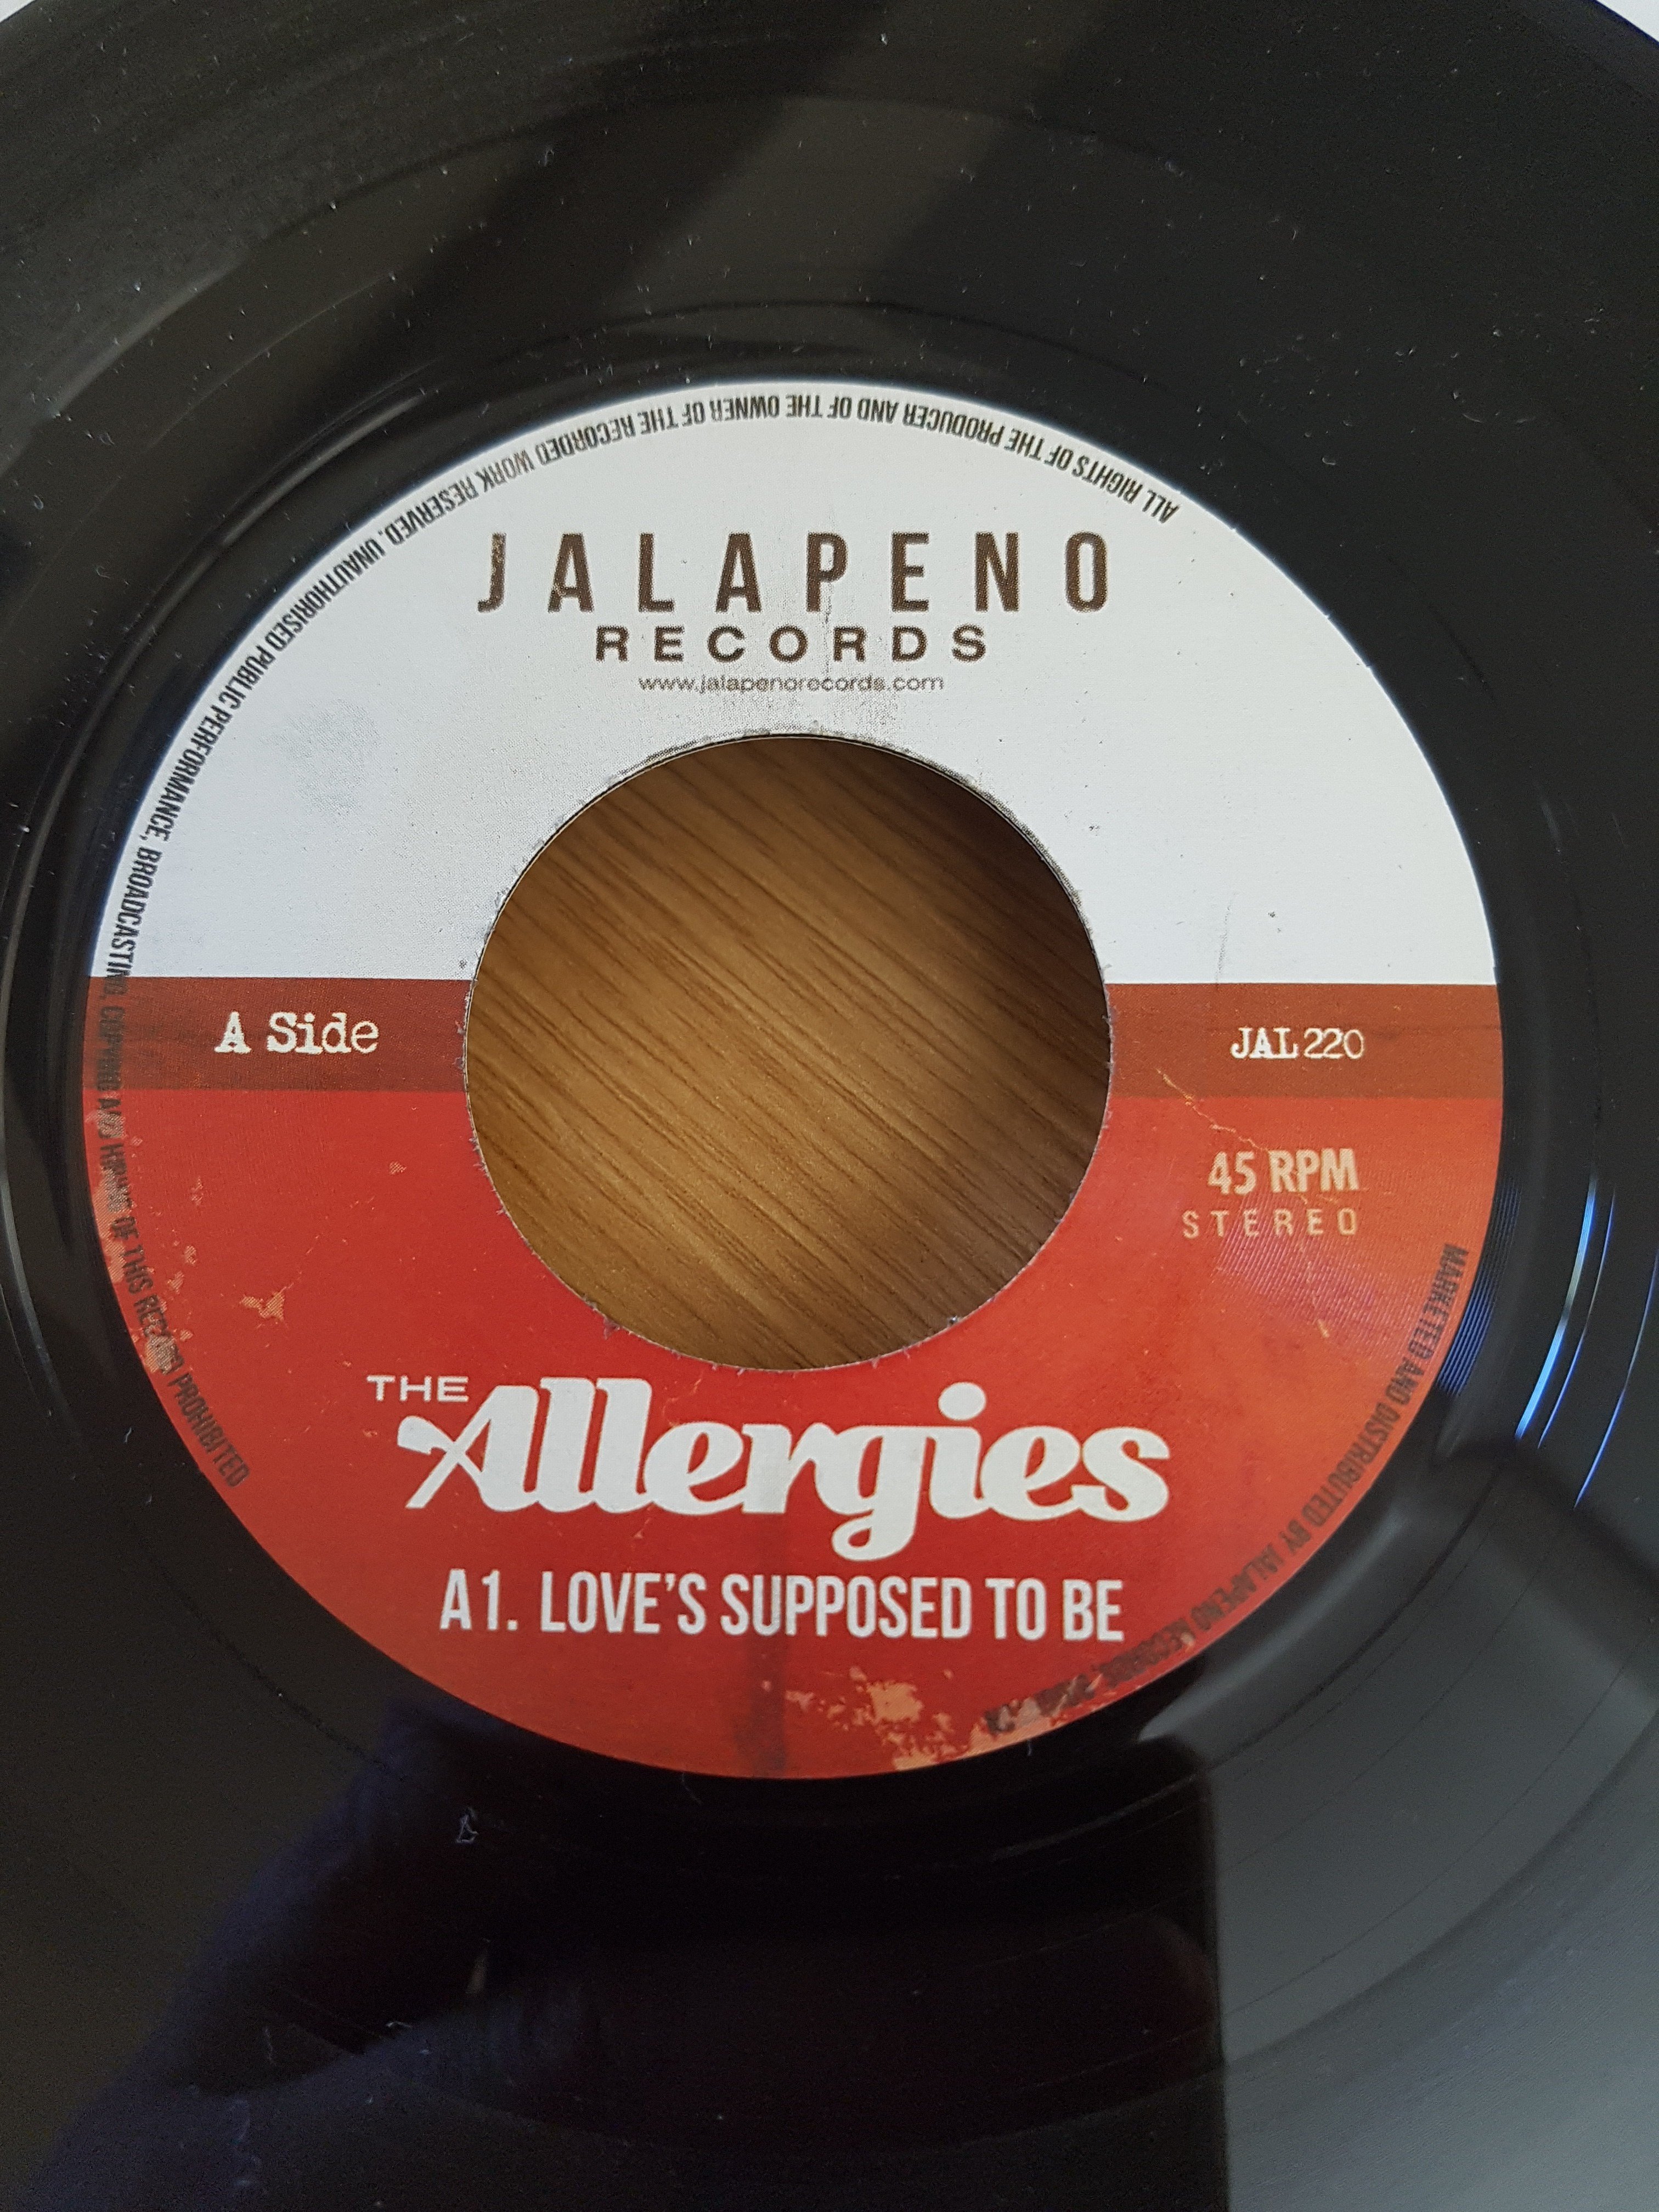 ALL RIGHTS OF THE PRODUCER AND OF THE OWNER OF THE RECORDED WORK RESERVED. UNAUTHORISED PUBLIC PERFORMANCE, BROADCASTING, COPYING AND HIRING OF THIS RECORD PROHIBITED
JALAPENO
RECORDS
www.jalapenorecords.com
A Side
JAL 220
45 RPM
STEREO
THE
Allergies
A1. LOVE'S SUPPOSED TO BE
MARKETED AND DISTRIBUTED BY JALAPENO RECORDS,